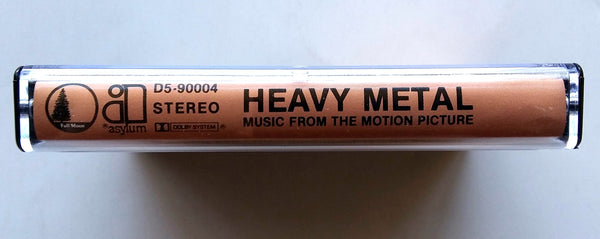 Full Moon
asylum
D5-90004
STEREO
DOLBY SYSTEM ®
HEAVY METAL
MUSIC FROM THE MOTION PICTURE